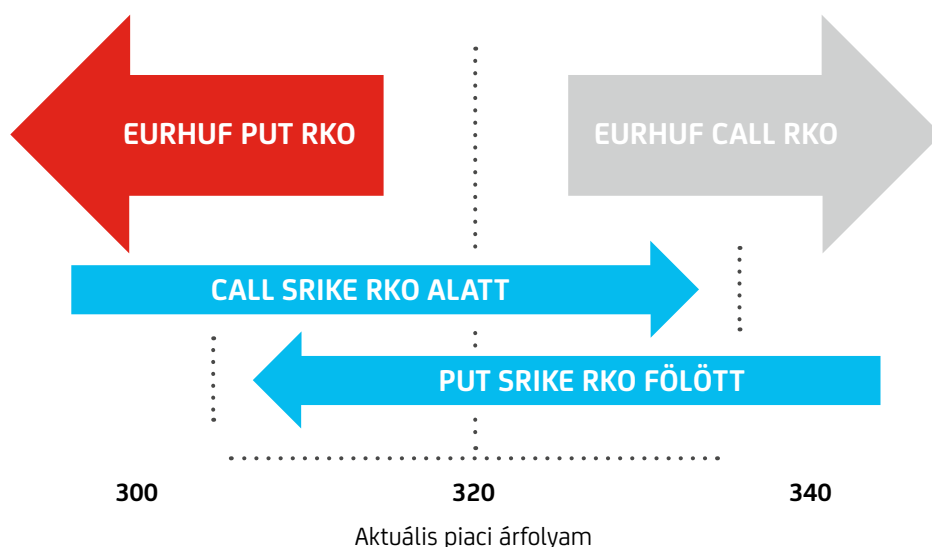 EURHUF PUT RKO
EURHUF CALL RKO
CALL SRIKE RKO ALATT
PUT SRIKE RKO FÖLÖTT
300 320 340
Aktuális piaci árfolyam